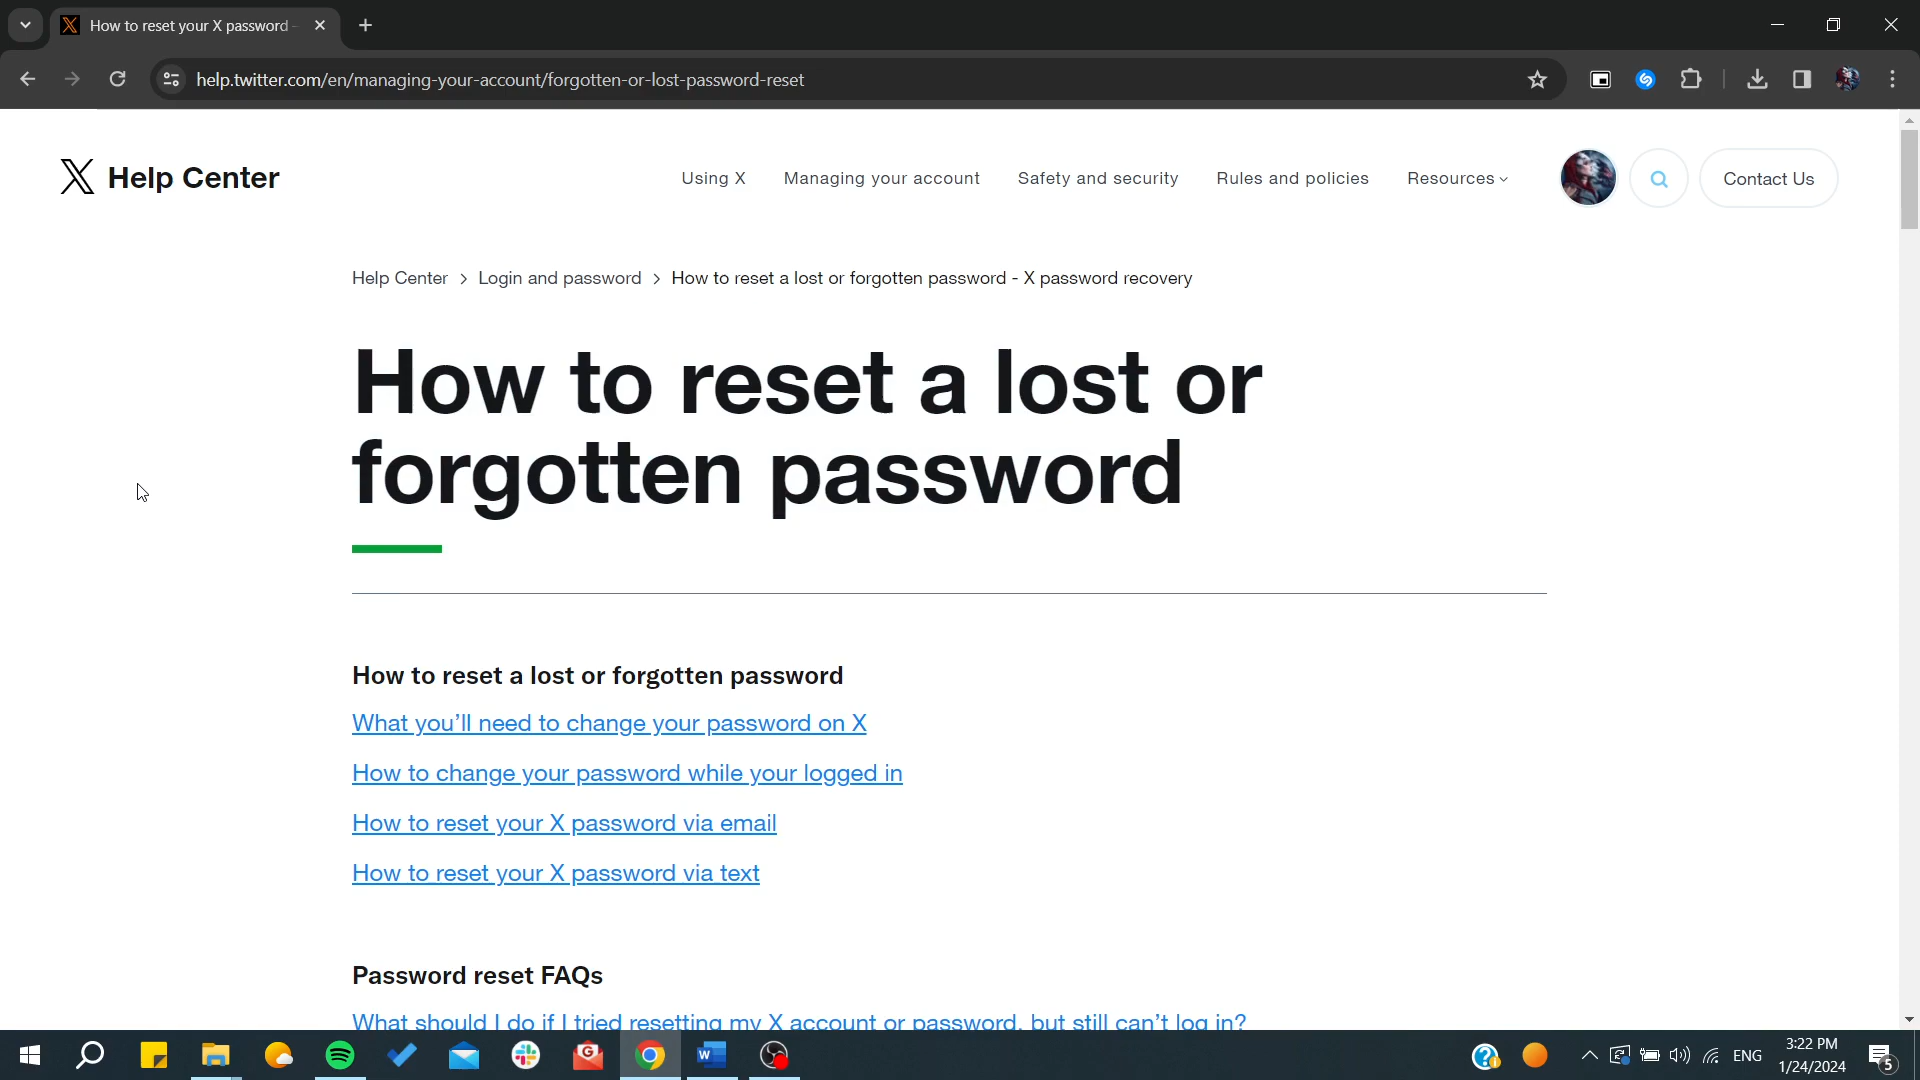 How to reset your X password -
help.twitter.com/en/managing-your-account/forgotten-or-lost-password-reset
Help Center
Using X
Managing your account
Safety and security
Rules and policies
Resources
Contact Us
Help Center > Login and password > How to reset a lost or forgotten password - X password recovery
How to reset a lost or
forgotten password
How to reset a lost or forgotten password
What you’ll need to change your password on X
How to change your password while your logged in
How to reset your X password via email
How to reset your X password via text
Password reset FAQs
What should I do if I tried resetting my X account or password, but still can’t log in?
ENG
3:22 PM
1/24/2024
5